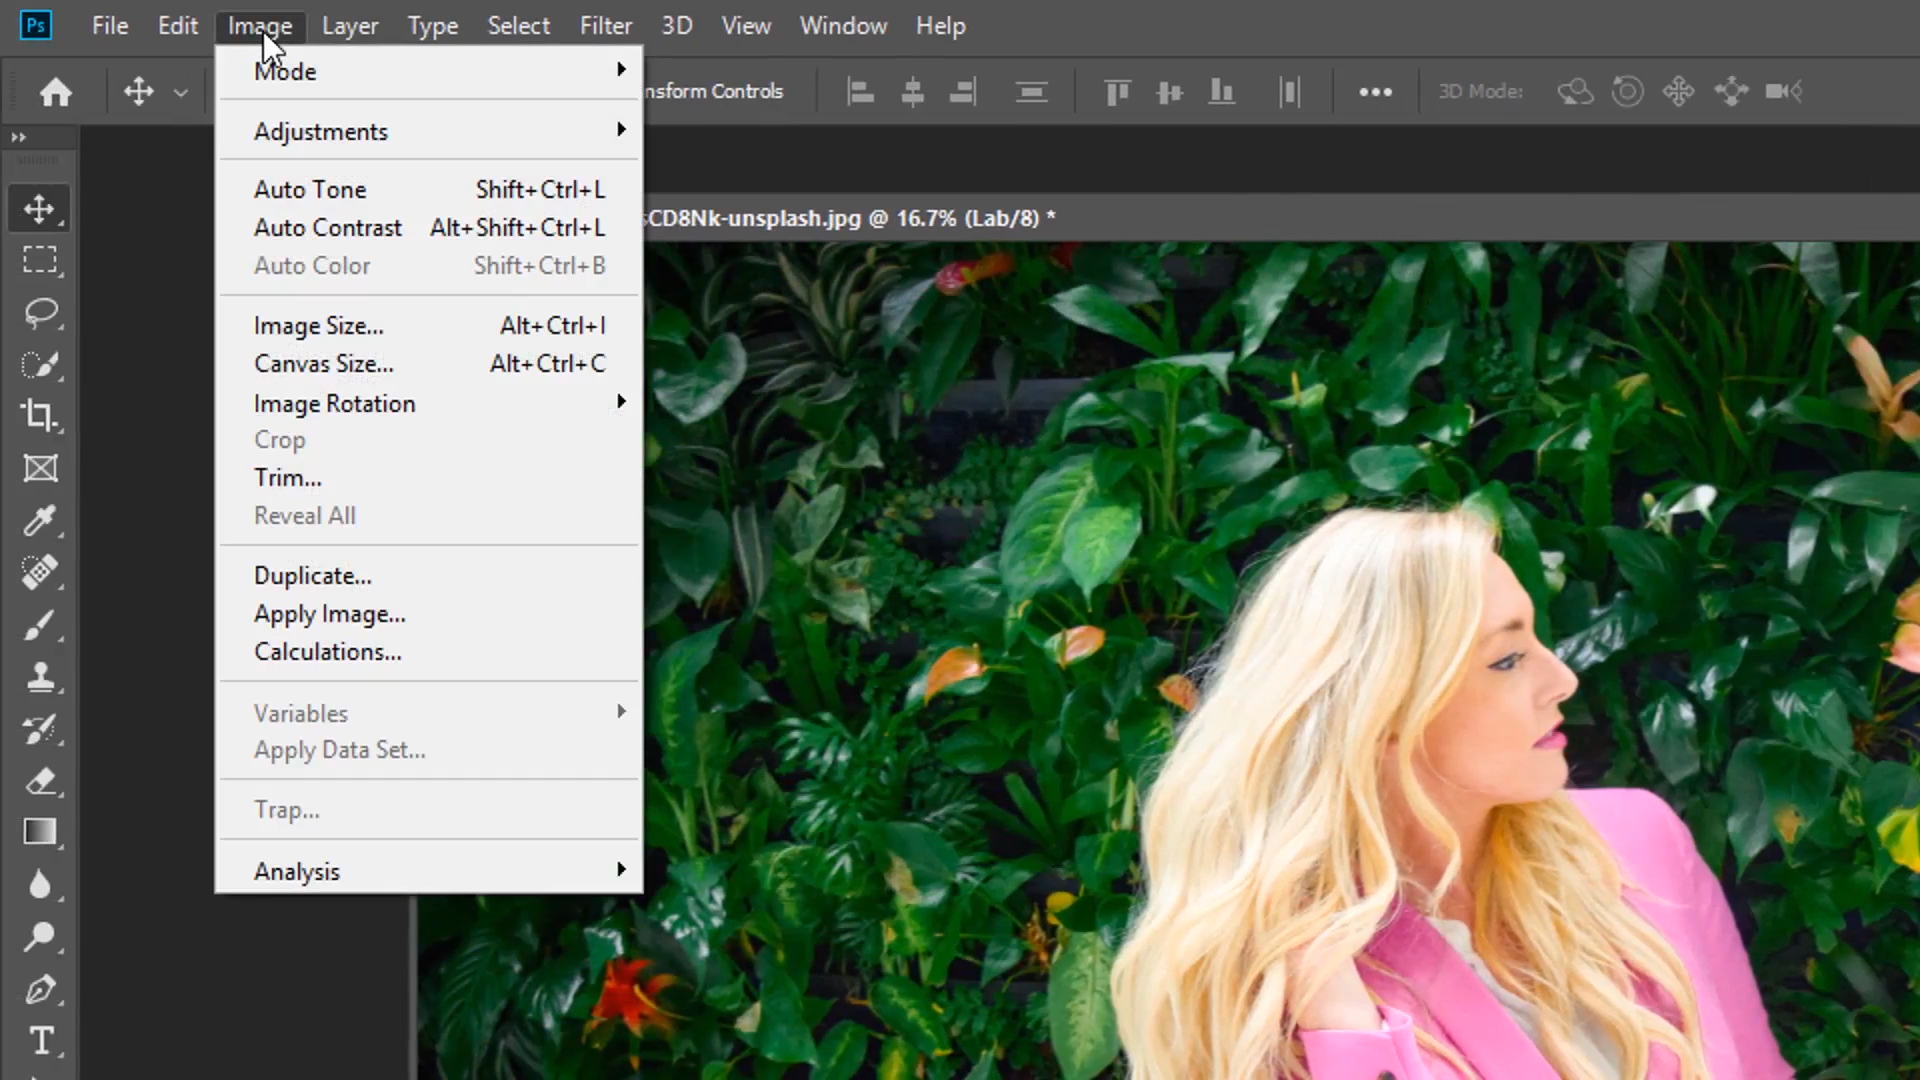 Ps File Edit Image Layer Type Select Filter 3D View Window Help
nsform Controls 3D Mode:
sCD8Nk-unsplash.jpg @ 16.7% (Lab/8) *
Mode
Adjustments
Auto Tone Shift+Ctrl+L
Auto Contrast Alt+Shift+Ctrl+L
Auto Color Shift+Ctrl+B
Image Size... Alt+Ctrl+I
Canvas Size... Alt+Ctrl+C
Image Rotation
Crop
Trim...
Reveal All
Duplicate...
Apply Image...
Calculations...
Variables
Apply Data Set...
Trap...
Analysis